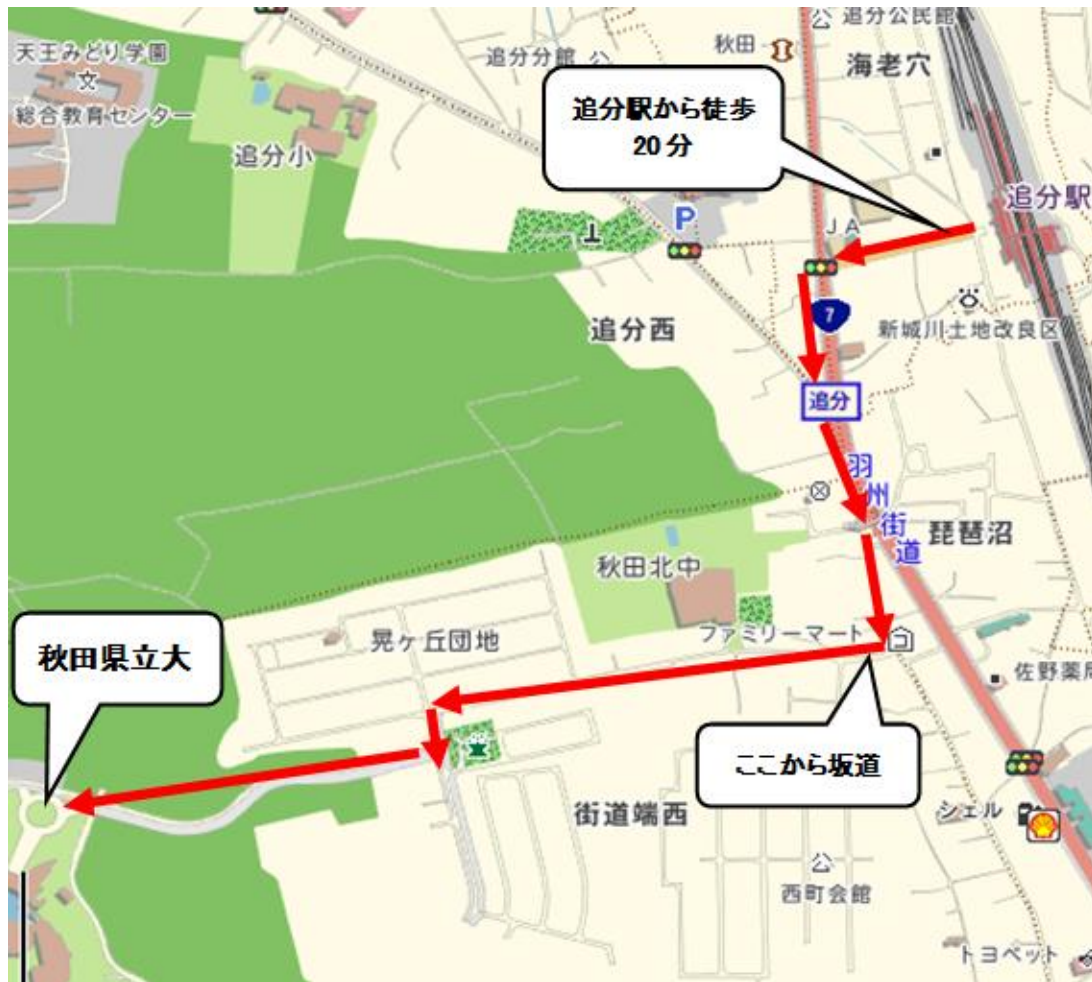 天王みどり学園
文
総合教育センター
追分小
追分分館
公
秋田
公
追分公民館
海老穴
追分駅から徒歩
20分
追分駅
P
JA
7
追分西
新城川土地改良区
追分
羽州街道
琵琶沼
秋田北中
ファミリーマート
コ
佐野薬局
晃ヶ丘団地
秋田県立大
ここから坂道
街道端西
シェル
公
西町会館
トヨペット